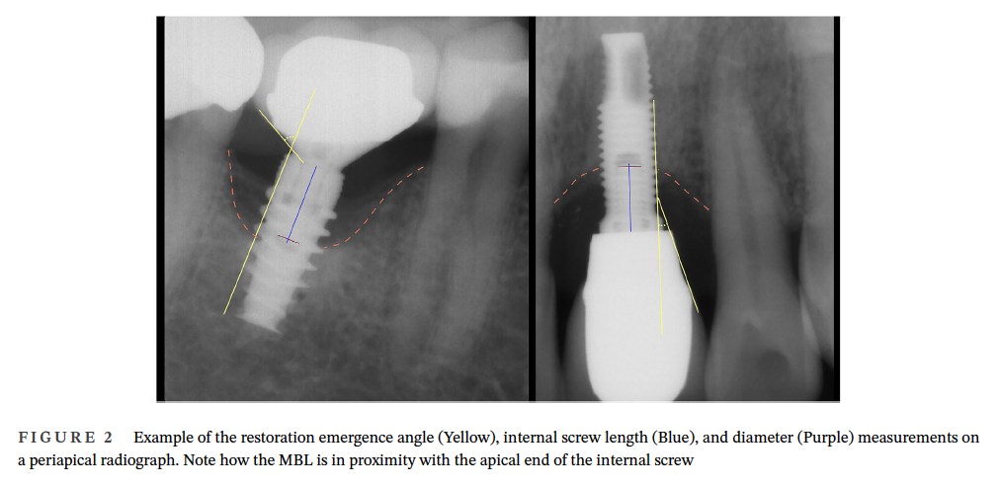 FIGURE 2 Example of the restoration emergence angle (Yellow), internal screw length (Blue), and diameter (Purple) measurements on
a periapical radiograph. Note how the MBL is in proximity with the apical end of the internal screw